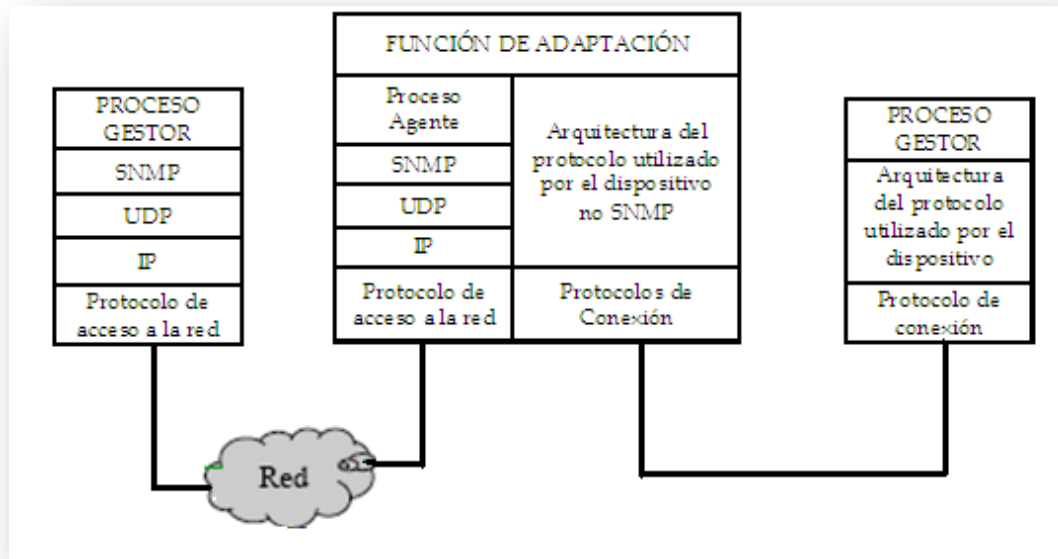 PROCESO
GESTOR
SNMP
UDP
IP
Protocolo de
acceso a la red
FUNCIÓN DE ADAPTACIÓN
Proceso
Agente
SNMP
UDP
IP
Protocolo de
acceso a la red
Arquitectura del
protocolo utilizado
por el dispositivo
no SNMP
Protocolos de
Conexión
PROCESO
GESTOR
Arquitectura
del protocolo
utilizado por el
dispositivo
Protocolo de
conexión
Red